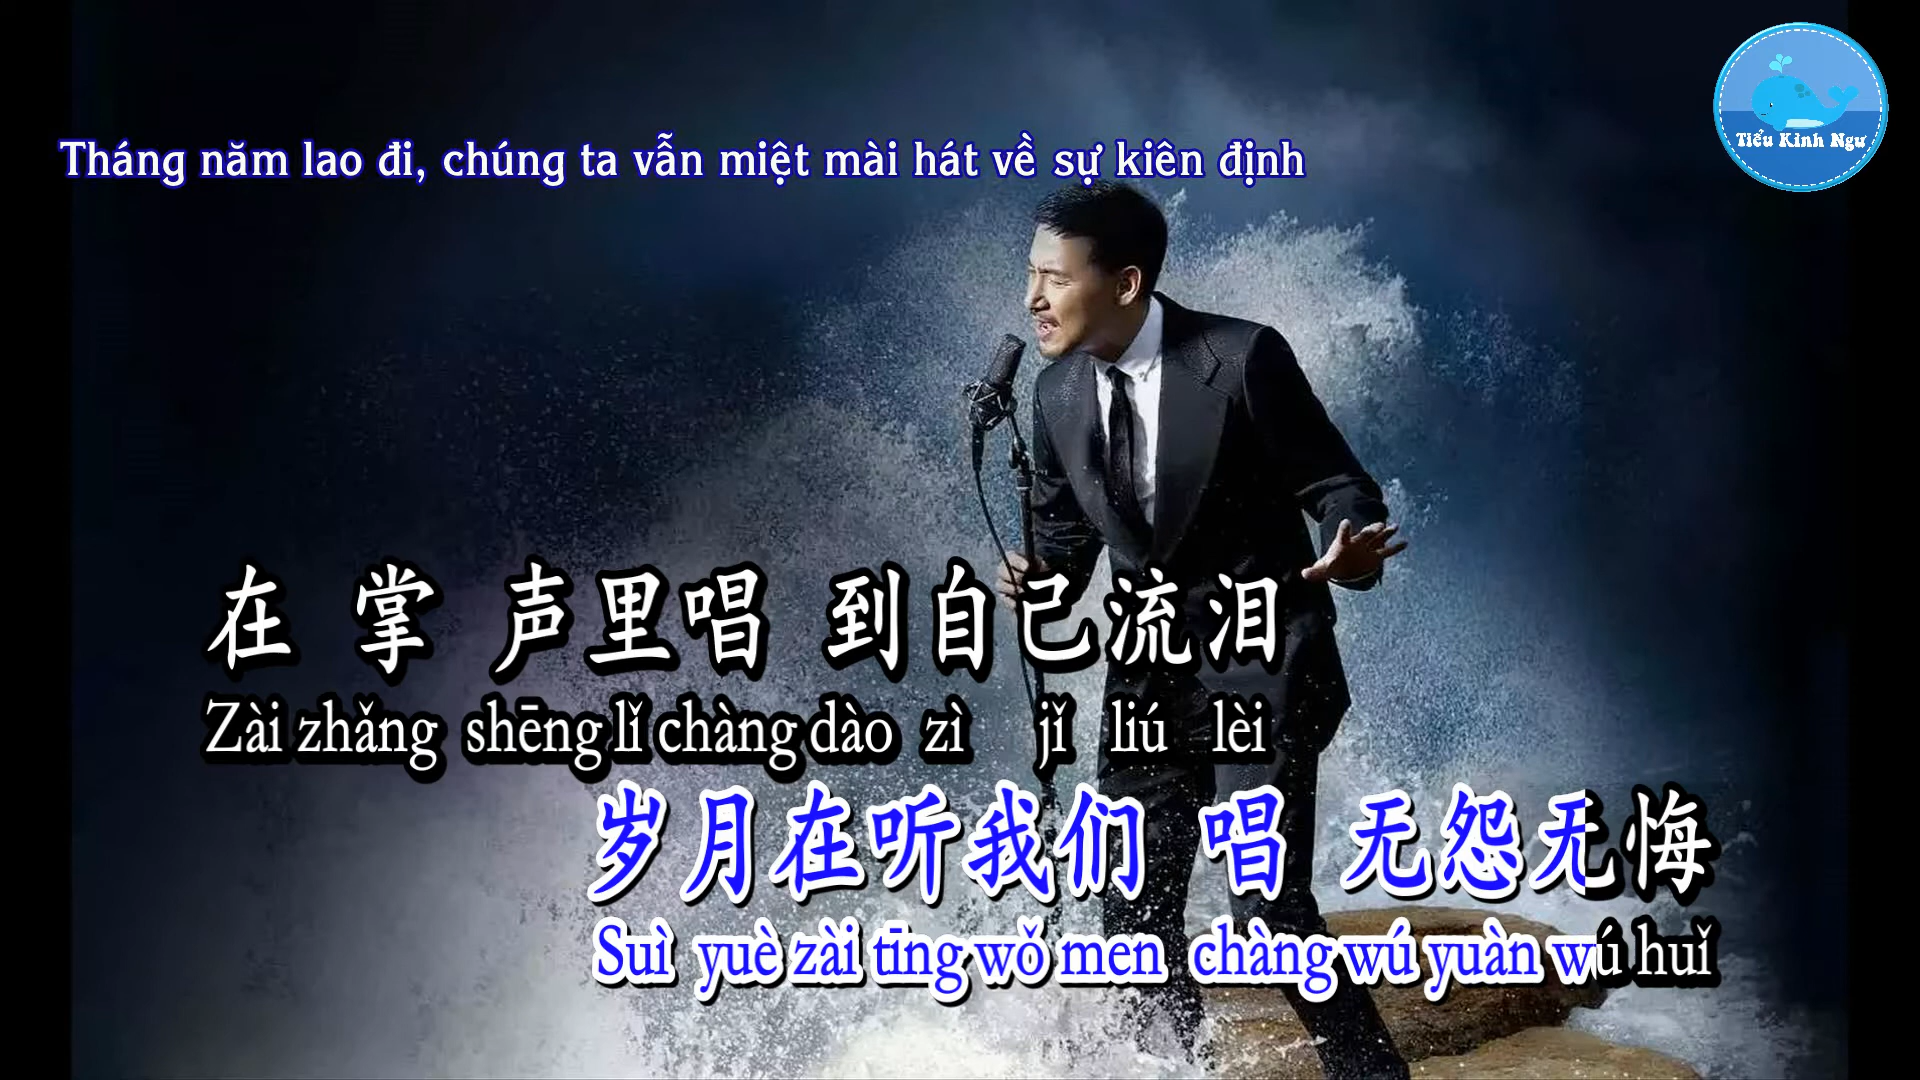 Tiểu Kình Ngư
Tháng năm lao đi, chúng ta vẫn miệt mài hát về sự kiên định
在 掌 声里唱 到自己流泪
Zài zhǎng shēng lǐ chàng dào zì jǐ liú lèi
岁月在听我们 唱 无怨无悔
Suì yuè zài tīng wǒ men chàng wú yuàn wú huǐ